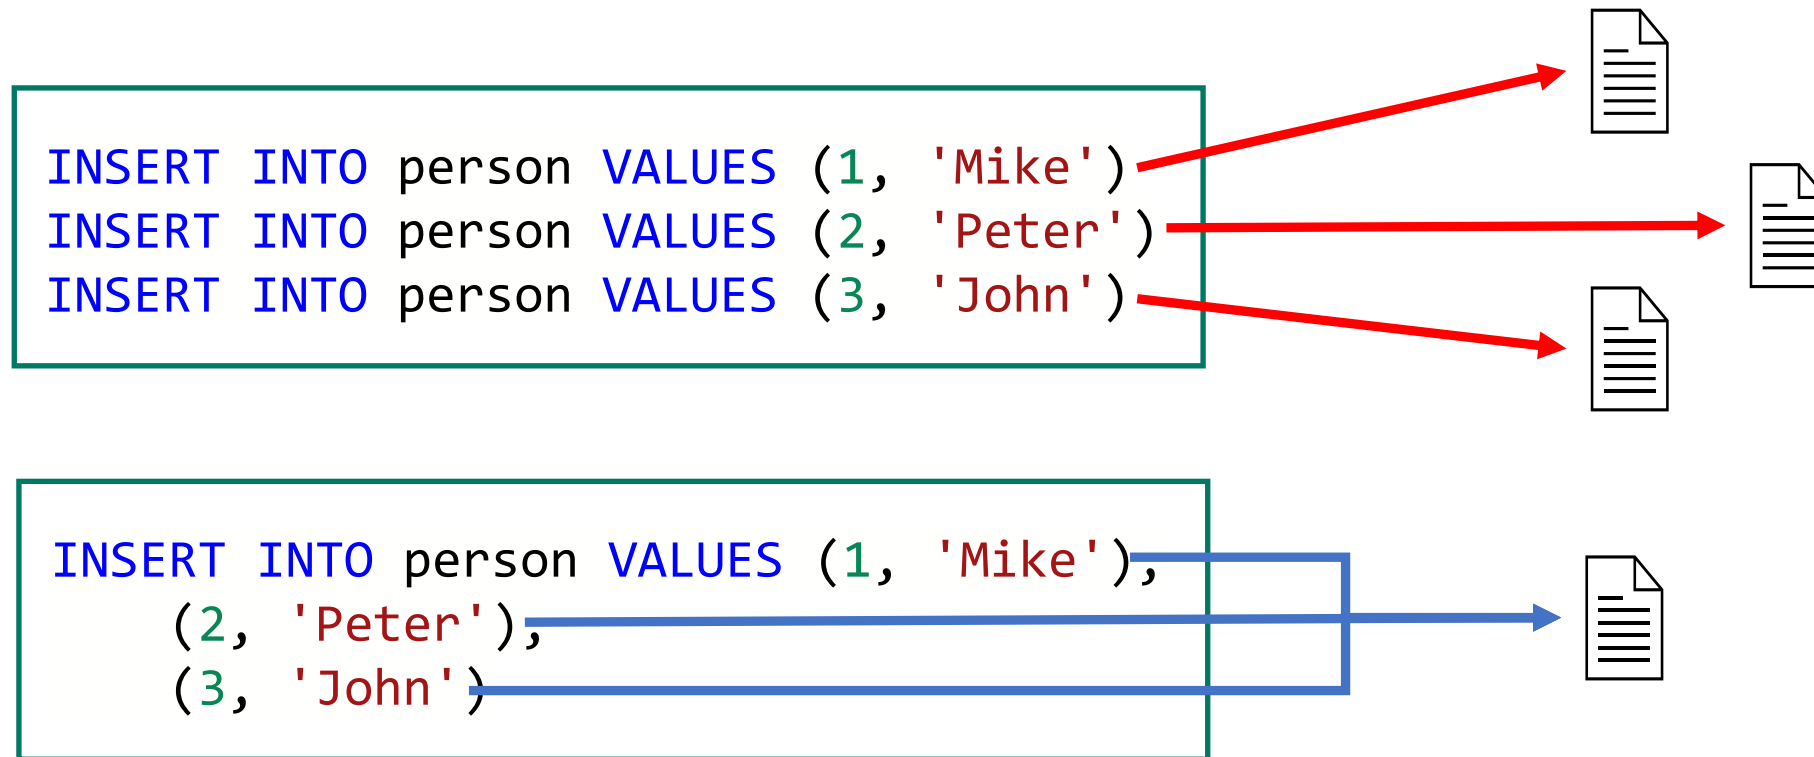 INSERT INTO person VALUES (1, 'Mike')
INSERT INTO person VALUES (2, 'Peter')
INSERT INTO person VALUES (3, 'John')
INSERT INTO person VALUES (1, 'Mike'),
(2, 'Peter'),
(3, 'John')